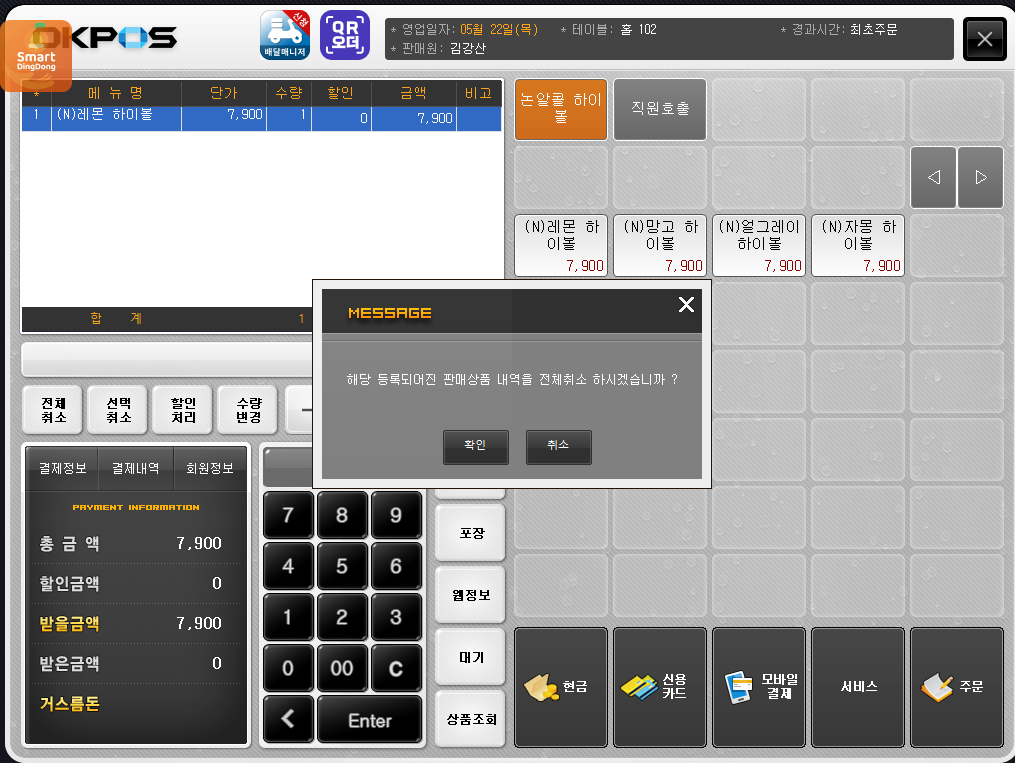 OKPOS
Smart
DingDong
신청
배달매니저
QR
오더
* 영업일자: 05월 22일(목) * 테이블: 홀 102 * 경과시간: 최초주문
* 판매원: 김강산
* 메 뉴 명 단가 수량 할인 금액 비고
1 (N)레몬 하이볼 7,900 1 0 7,900
합 계 1
논알콜 하이
볼
직원호출
(N)레몬 하
이볼
7,900
(N)망고 하
이볼
7,900
(N)얼그레이
하이볼
7,900
(N)자몽 하
이볼
7,900
MESSAGE
해당 등록되어진 판매상품 내역을 전체취소 하시겠습니까 ?
확인 취소
전체
취소
선택
취소
할인
처리
수량
변경
결제정보 결제내역 회원정보
PAYMENT INFORMATION
총 금 액 7,900
할인금액 0
받을금액 7,900
받은금액 0
거스름돈
7 8 9
4 5 6
1 2 3
0 00 C
Enter
포장
웹정보
대기
상품조회
현금
신용
카드
모바일
결제
서비스
주문